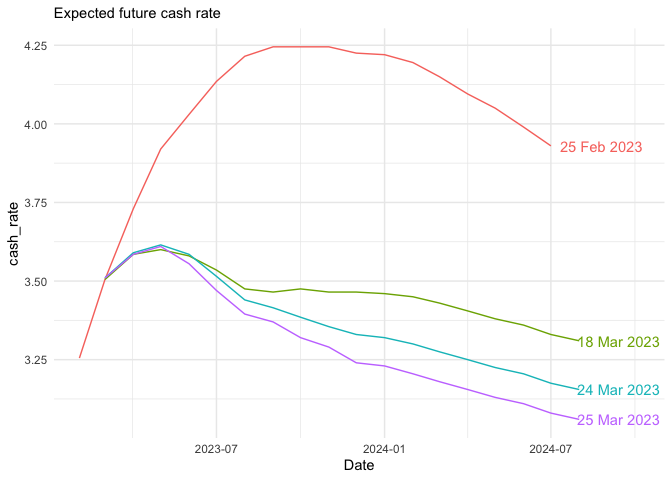 Expected future cash rate
4.25
4.00
3.75
3.50
3.25
cash_rate
25 Feb 2023
18 Mar 2023
24 Mar 2023
25 Mar 2023
2023-07
2024-01
2024-07
Date